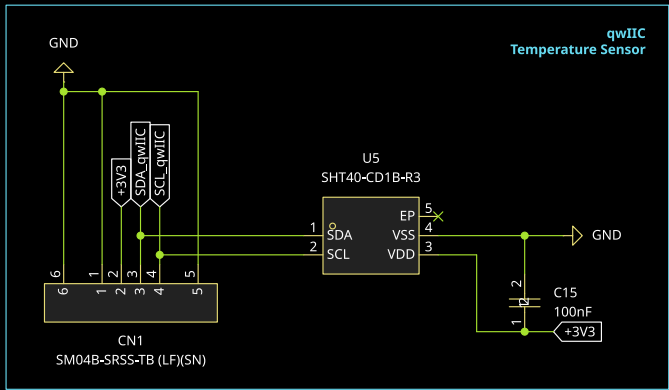 qwIIC
Temperature Sensor
GND
+3V3
SDA_qwIIC
SCL_qwIIC
U5
SHT40-CD1B-R3
1
SDA
2
SCL
EP
5
VSS
4
VDD
3
GND
2
1
C15
100nF
+3V3
6 1 2 3 4 5
6 1 2 3 4 5
CN1
SM04B-SRSS-TB (LF)(SN)